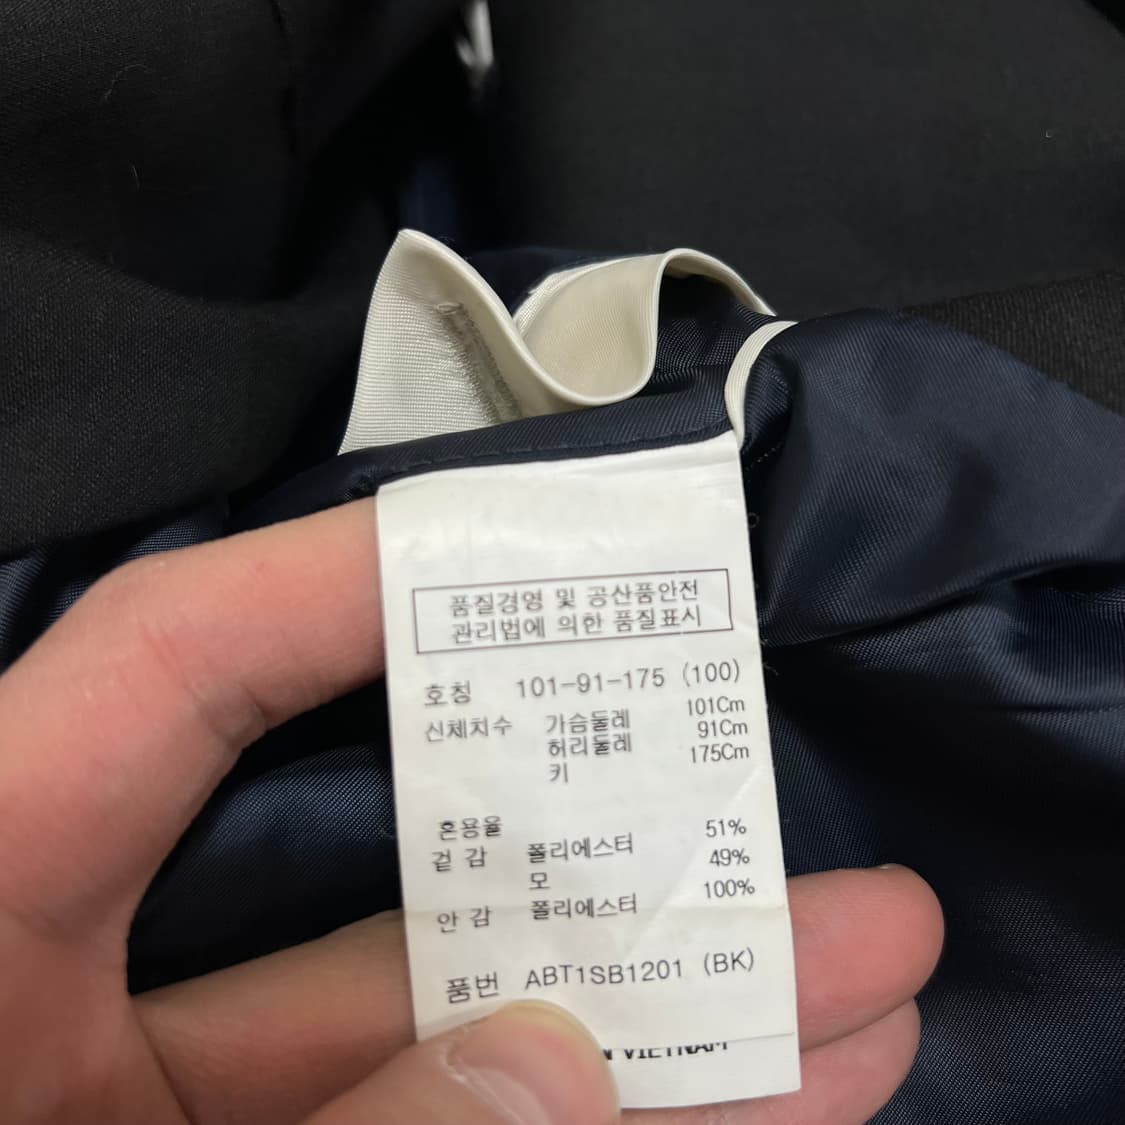 품질경영 및 공산품안전
관리법에 의한 품질표시
호칭 101-91-175 (100)
신체치수 가슴둘레 101Cm
허리둘레 91Cm
키 175Cm
혼용율
겉 감 폴리에스터 51%
모 49%
안 감 폴리에스터 100%
품번 ABT1SB1201 (BK)
VIETNAM